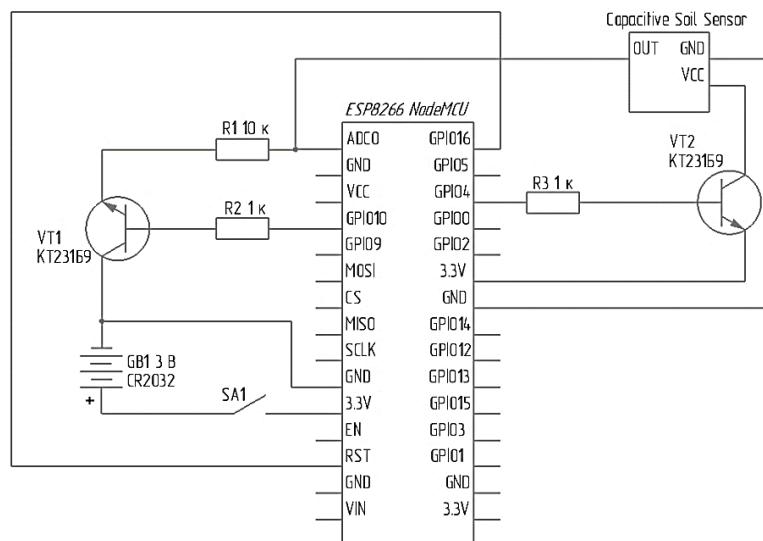 Capacitive Soil Sensor
OUT GND
VCC
ESP8266 NodeMCU
R1 10 к
ADC0 GPIO16
GND GPIO5
VT2
КТ231Б9
VCC GPIO4
R3 1 к
R2 1 к
GPIO10 GPIO0
VT1
КТ231Б9
GPIO9 GPIO2
MOSI 3.3V
CS GND
MISO GPIO14
SCLK GPIO12
GB1 3 В
CR2032
GND GPIO13
SA1
+
3.3V GPIO15
EN GPIO3
RST GPIO1
GND GND
VIN 3.3V